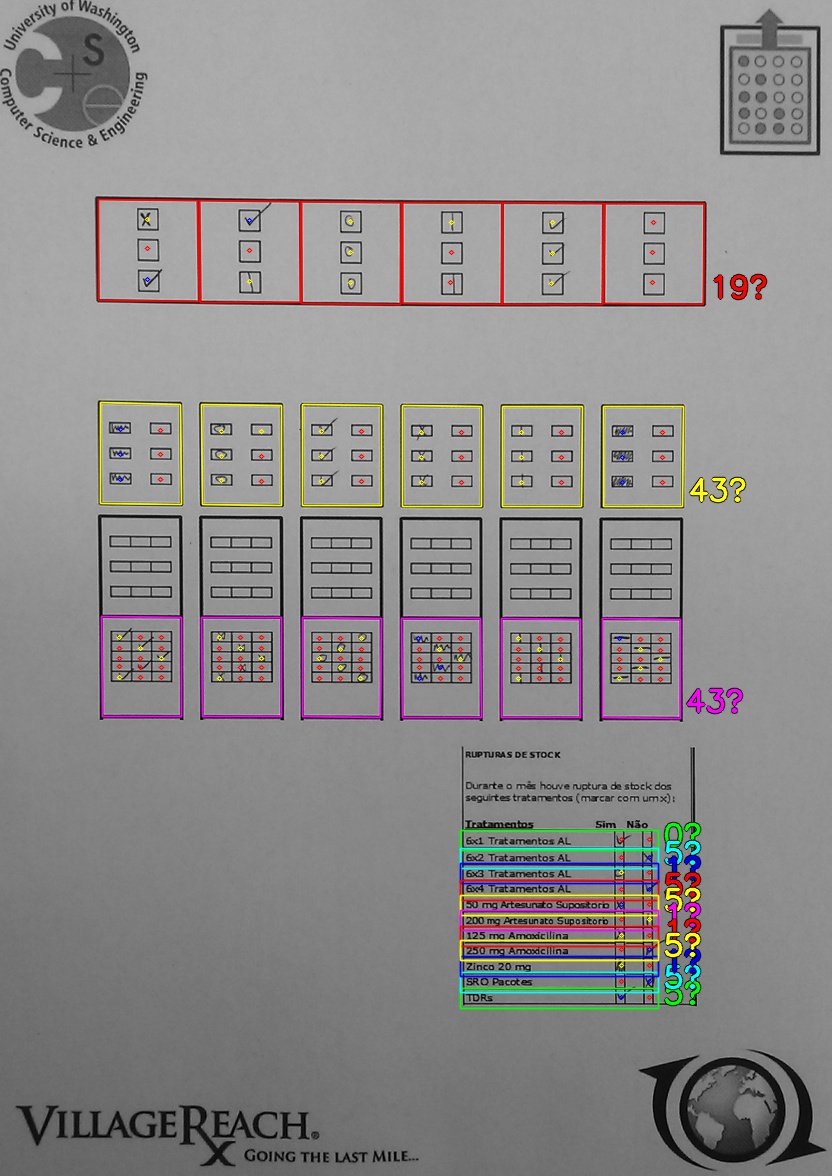 University of Washington
Computer Science & Engineering
CSe
19?
43?
43?
RUPTURAS DE STOCK
Durante o mês houve ruptura de stock dos
seguintes tratamentos (marcar com um x):
Tratamentos Sim Não
6x1 Tratamentos AL 0?
6x2 Tratamentos AL 5?
6x3 Tratamentos AL 1?
6x4 Tratamentos AL 5?
50 mg Artesunato Supositorio 5?
200 mg Artesunato Supositorio 1?
125 mg Amoxicilina 1?
250 mg Amoxicilina 5?
Zinco 20 mg
SRO Pacotes 5?
TDRs
VILLAGEREACH®
GOING THE LAST MILE...